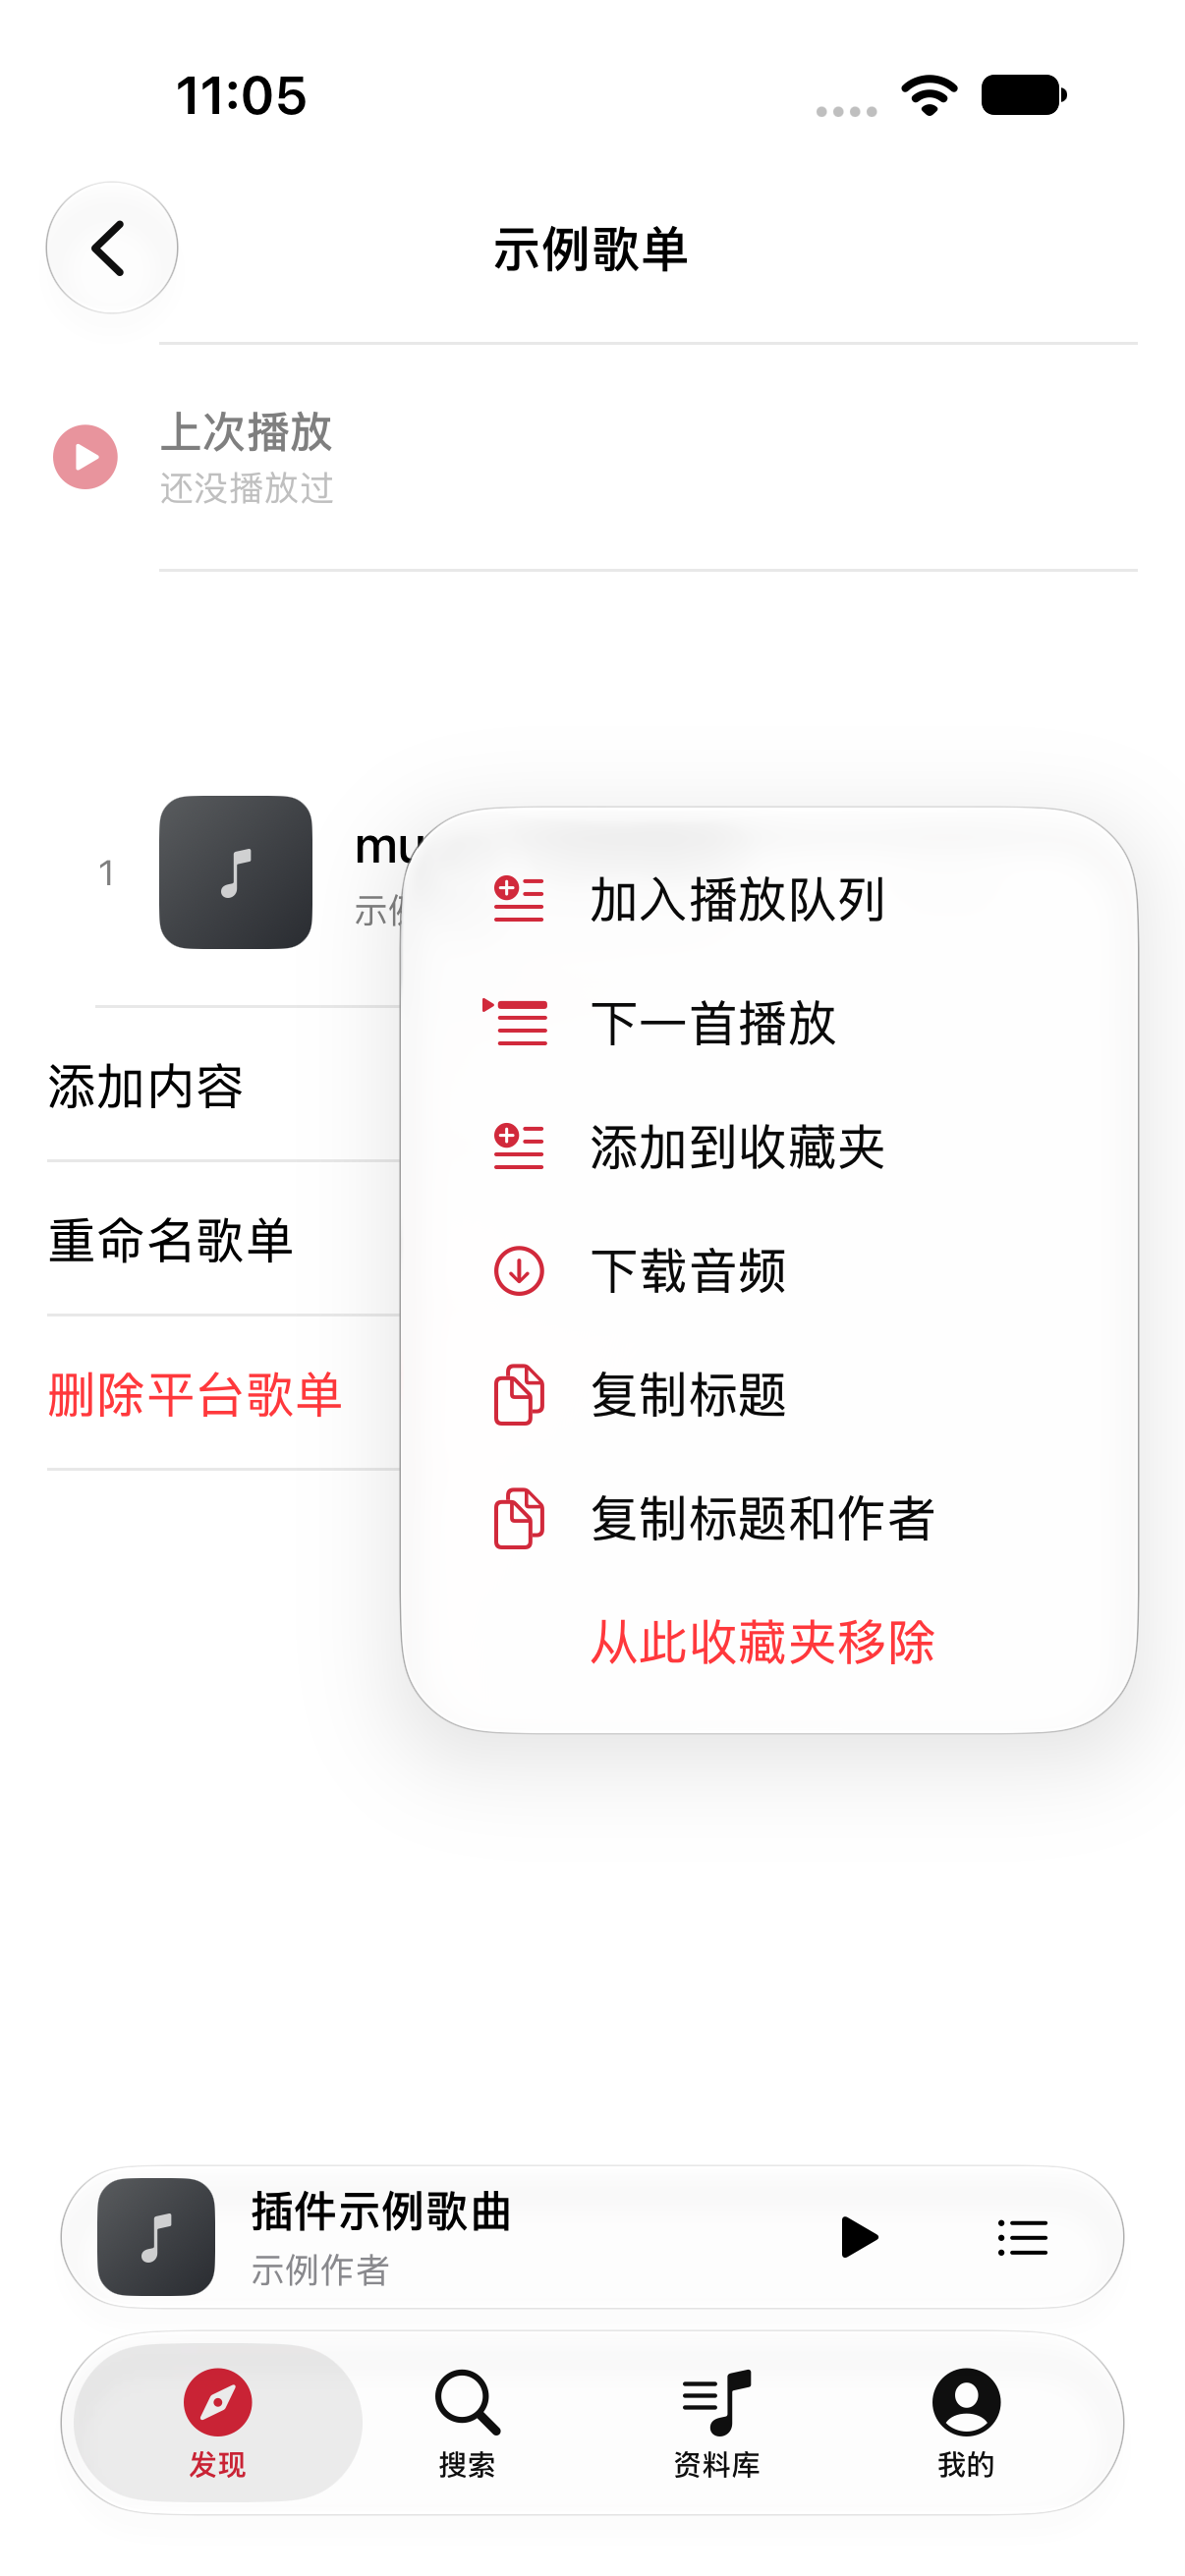 11:05
示例歌单
上次播放
还没播放过
1
mu
示例
加入播放队列
下一首播放
添加到收藏夹
下载音频
复制标题
复制标题和作者
从此收藏夹移除
添加内容
重命名歌单
删除平台歌单
插件示例歌曲
示例作者
发现
搜索
资料库
我的